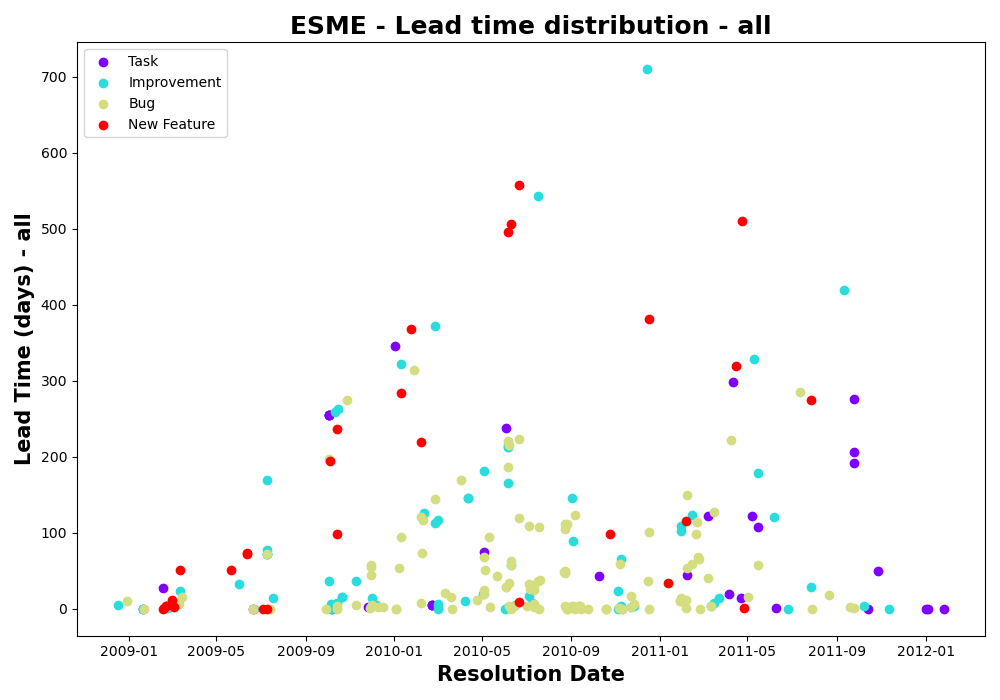 ESME - Lead time distribution - all
Task
Improvement
Bug
New Feature
Lead Time (days) - all
700
600
500
400
300
200
100
0
2009-01 2009-05 2009-09 2010-01 2010-05 2010-09 2011-01 2011-05 2011-09 2012-01
Resolution Date